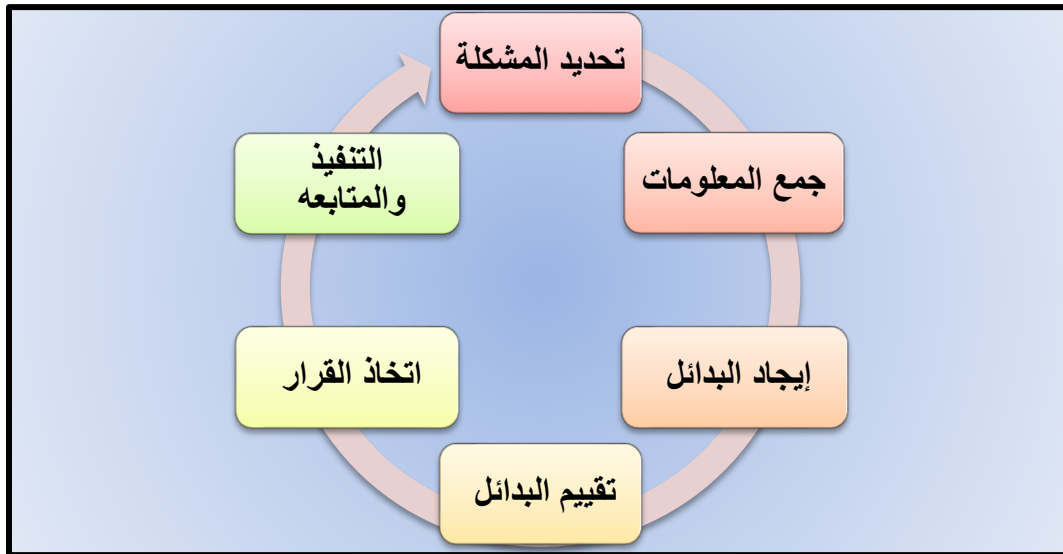 تحديد المشكلة
جمع المعلومات
إيجاد البدائل
تقييم البدائل
اتخاذ القرار
التنفيذ
والمتابعه